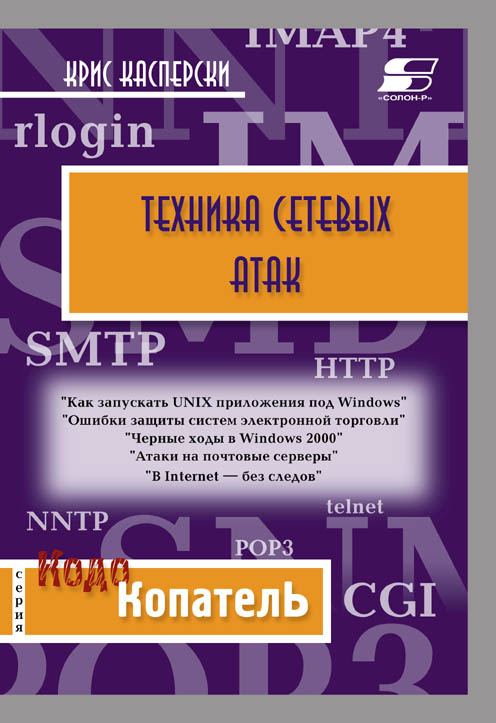 IMAP4
КРИС КАСПЕРСКИ
«СОЛОН-Р»
rlogin
ТЕХНИКА СЕТЕВЫХ
АТАК
SMTP
HTTP
"Как запускать UNIX приложения под Windows"
"Ошибки защиты систем электронной торговли"
"Черные ходы в Windows 2000"
"Атаки на почтовые серверы"
"В Internet — без следов"
telnet
NNTP
POP3
серия
Кодо
Копатель
CGI
POP3